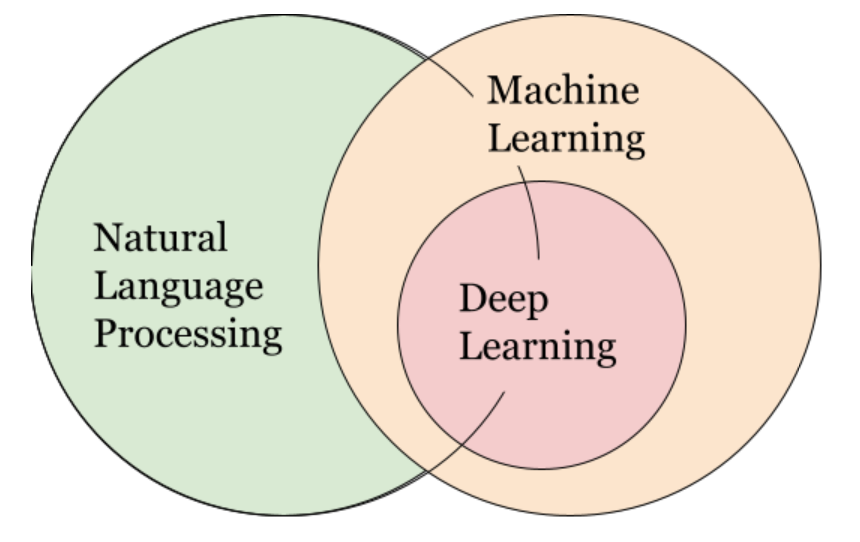 Machine
Learning
Natural
Language
Processing
Deep
Learning